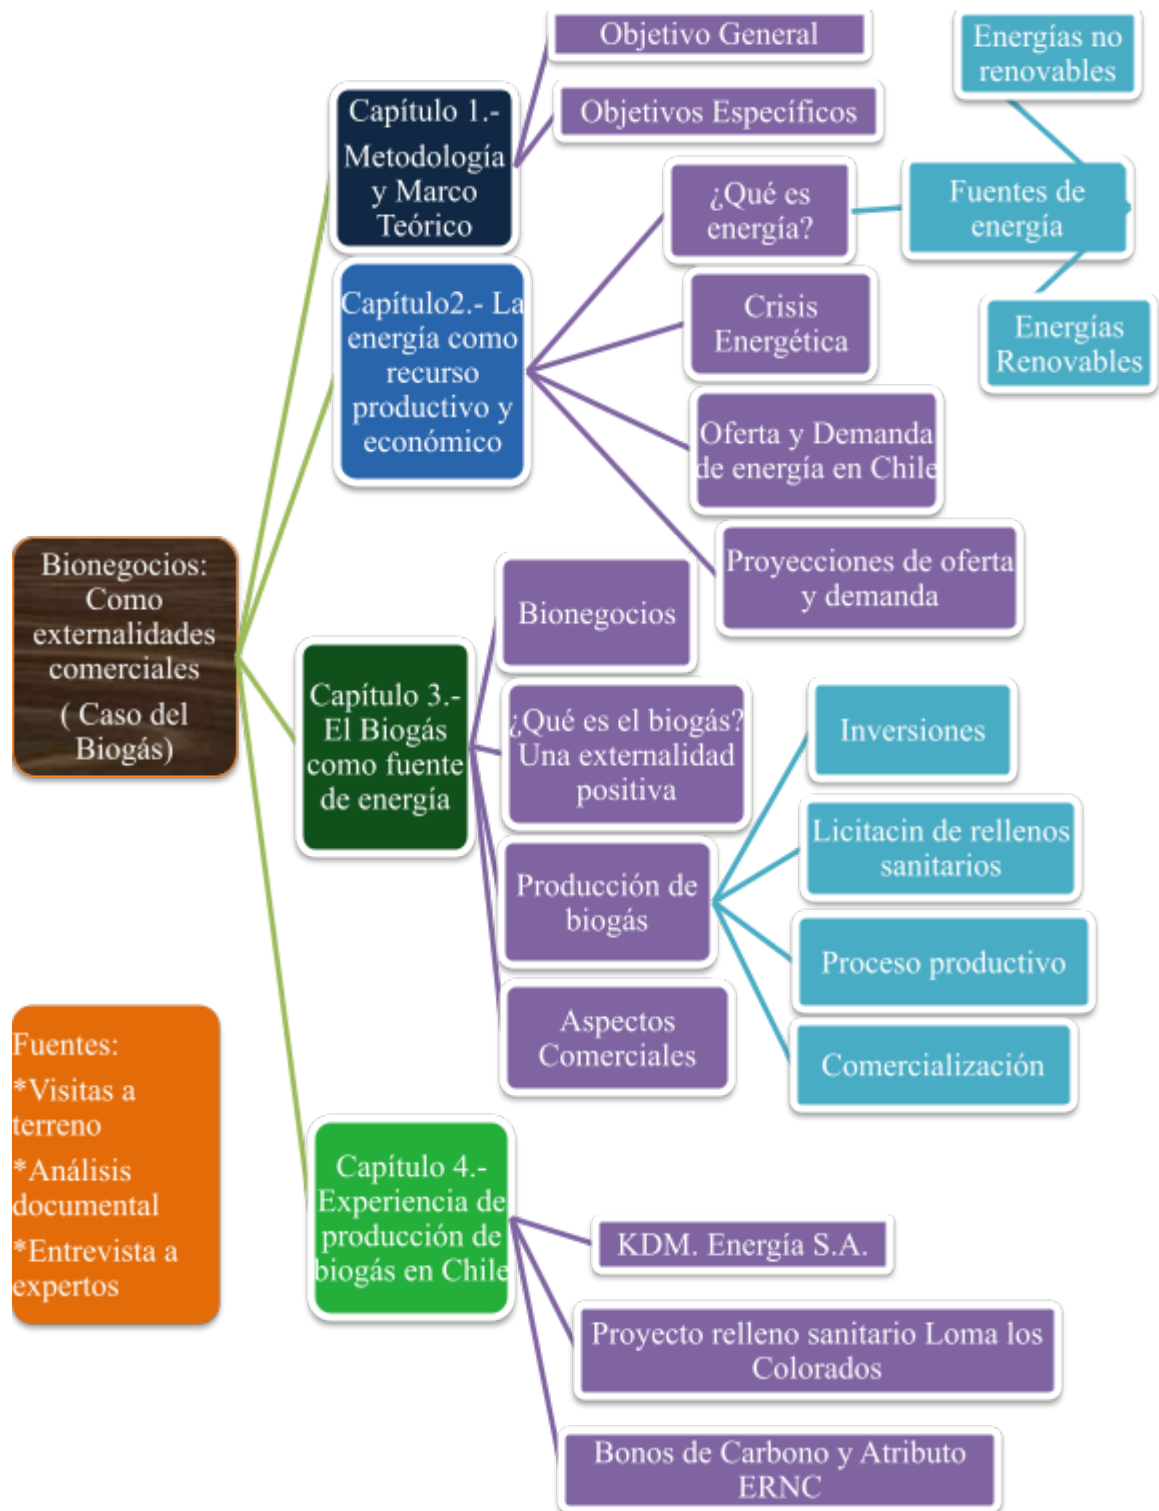 Bionegocios:
Como
externalidades
comerciales
( Caso del
Biogás)
Fuentes:
*Visitas a
terreno
*Análisis
documental
*Entrevista a
expertos
Capítulo 1.-
Metodología
y Marco
Teórico
Objetivo General
Objetivos Específicos
Capítulo2.- La
energía como
recurso
productivo y
económico
¿Qué es
energía?
Fuentes de
energía
Energías no
renovables
Energías
Renovables
Crisis
Energética
Oferta y Demanda
de energía en Chile
Proyecciones de oferta
y demanda
Capítulo 3.-
El Biogás
como fuente
de energía
Bionegocios
¿Qué es el biogás?
Una externalidad
positiva
Producción de
biogás
Inversiones
Licitacin de rellenos
sanitarios
Proceso productivo
Comercialización
Aspectos
Comerciales
Capítulo 4.-
Experiencia de
producción de
biogás en Chile
KDM. Energía S.A.
Proyecto relleno sanitario Loma los
Colorados
Bonos de Carbono y Atributo
ERNC